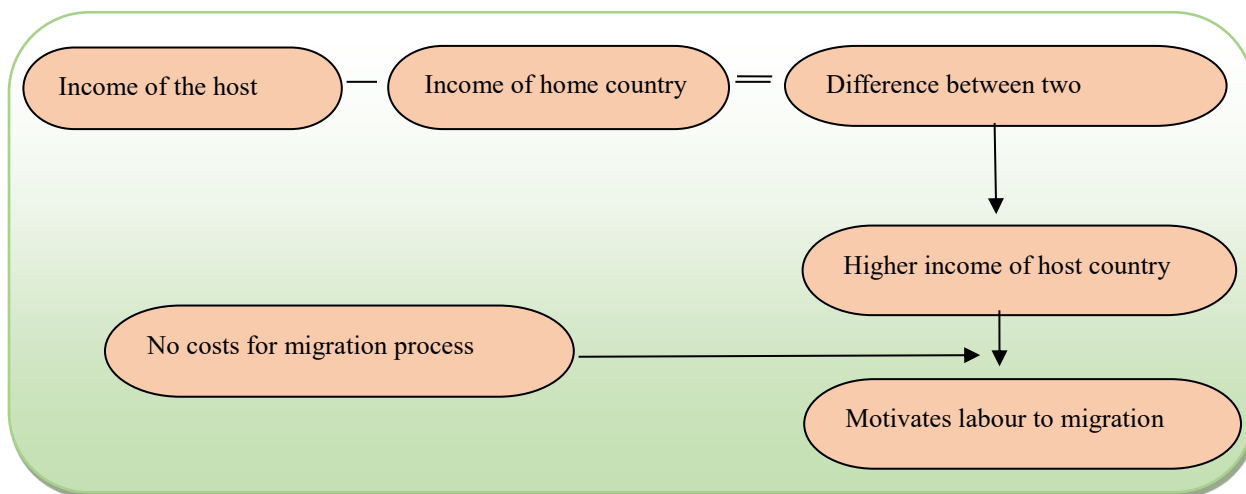 Income of the host
Income of home country
Difference between two
Higher income of host country
No costs for migration process
Motivates labour to migration